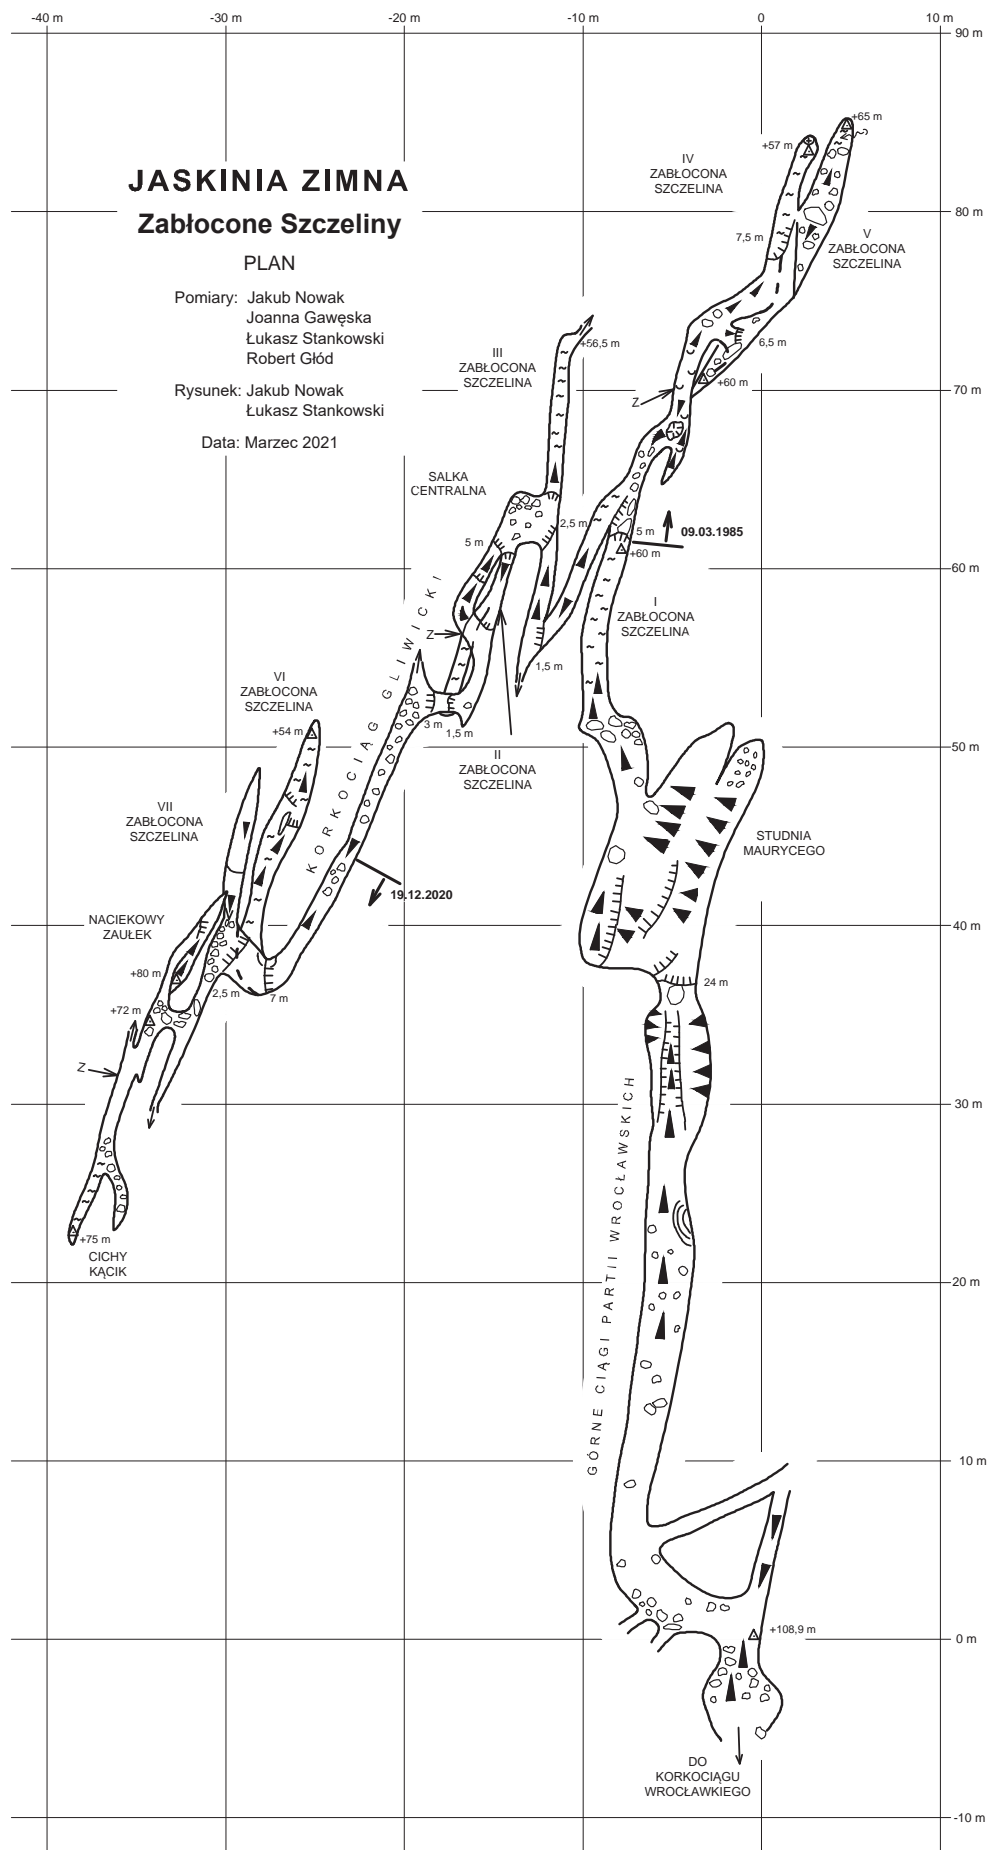 -40 m
-30 m
-20 m
-10 m
0
10 m
90 m
JASKINIA ZIMNA
Zabłocone Szczeliny
PLAN
Pomiary: Jakub Nowak
Joanna Gawęska
Łukasz Stankowski
Robert Głód
Rysunek: Jakub Nowak
Łukasz Stankowski
Data: Marzec 2021
+65 m
+57 m
IV
ZABŁOCONA
SZCZELINA
80 m
7,5 m
V
ZABŁOCONA
SZCZELINA
+56,5 m
III
ZABŁOCONA
SZCZELINA
6,5 m
+60 m
70 m
Z
SALKA
CENTRALNA
2,5 m
5 m
5 m
09.03.1985
+60 m
60 m
I
ZABŁOCONA
SZCZELINA
Z
1,5 m
KORKOCIĄG GLIWICKI
VI
ZABŁOCONA
SZCZELINA
+54 m
3 m
1,5 m
50 m
II
ZABŁOCONA
SZCZELINA
VII
ZABŁOCONA
SZCZELINA
STUDNIA
MAURYCEGO
19.12.2020
NACIEKOWY
ZAUŁEK
40 m
+80 m
2,5 m
7 m
24 m
+72 m
Z
30 m
GÓRNE CIĄGI PARTII WROCŁAWSKICH
+75 m
CICHY
KĄCIK
20 m
10 m
+108,9 m
0 m
DO
KORKOCIĄGU
WROCŁAWKIEGO
-10 m